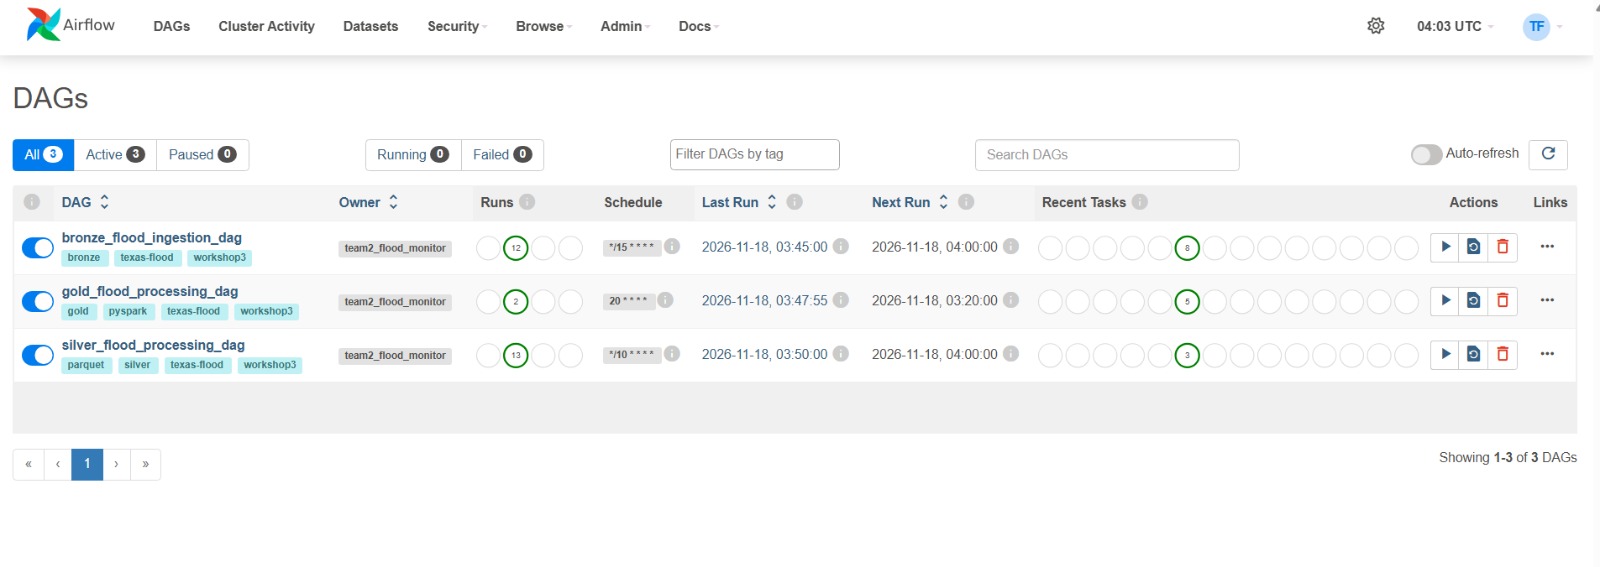 Airflow DAGs Cluster Activity Datasets Security Browse Admin Docs 04:03 UTC TF
DAGs
All 3 Active 3 Paused 0 Running 0 Failed 0 Filter DAGs by tag Search DAGs Auto-refresh
i DAG Owner Runs i Schedule Last Run i Next Run i Recent Tasks i Actions Links
bronze_flood_ingestion_dag team2_flood_monitor 12 */15 * * * * i 2026-11-18, 03:45:00 i 2026-11-18, 04:00:00 i 8
bronze texas-flood workshop3
gold_flood_processing_dag team2_flood_monitor 2 20 * * * * i 2026-11-18, 03:47:55 i 2026-11-18, 03:20:00 i 5
gold pyspark texas-flood workshop3
silver_flood_processing_dag team2_flood_monitor 13 */10 * * * * i 2026-11-18, 03:50:00 i 2026-11-18, 04:00:00 i 3
parquet silver texas-flood workshop3
« ‹ 1 › » Showing 1-3 of 3 DAGs